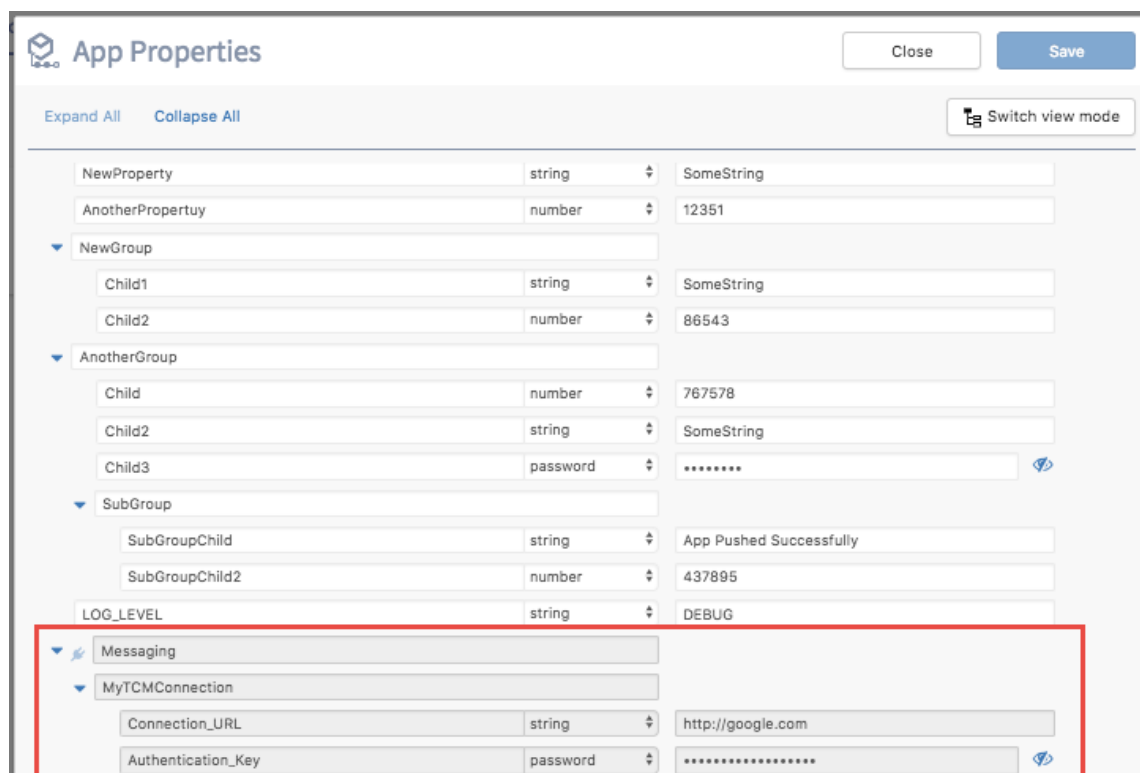 App Properties Close Save
Expand All Collapse All Switch view mode
NewProperty string SomeString
AnotherPropertuy number 12351
NewGroup
Child1 string SomeString
Child2 number 86543
AnotherGroup
Child number 767578
Child2 string SomeString
Child3 password ••••••••
SubGroup
SubGroupChild string App Pushed Successfully
SubGroupChild2 number 437895
LOG_LEVEL string DEBUG
Messaging
MyTCMConnection
Connection_URL string http://google.com
Authentication_Key password ••••••••••••••••••